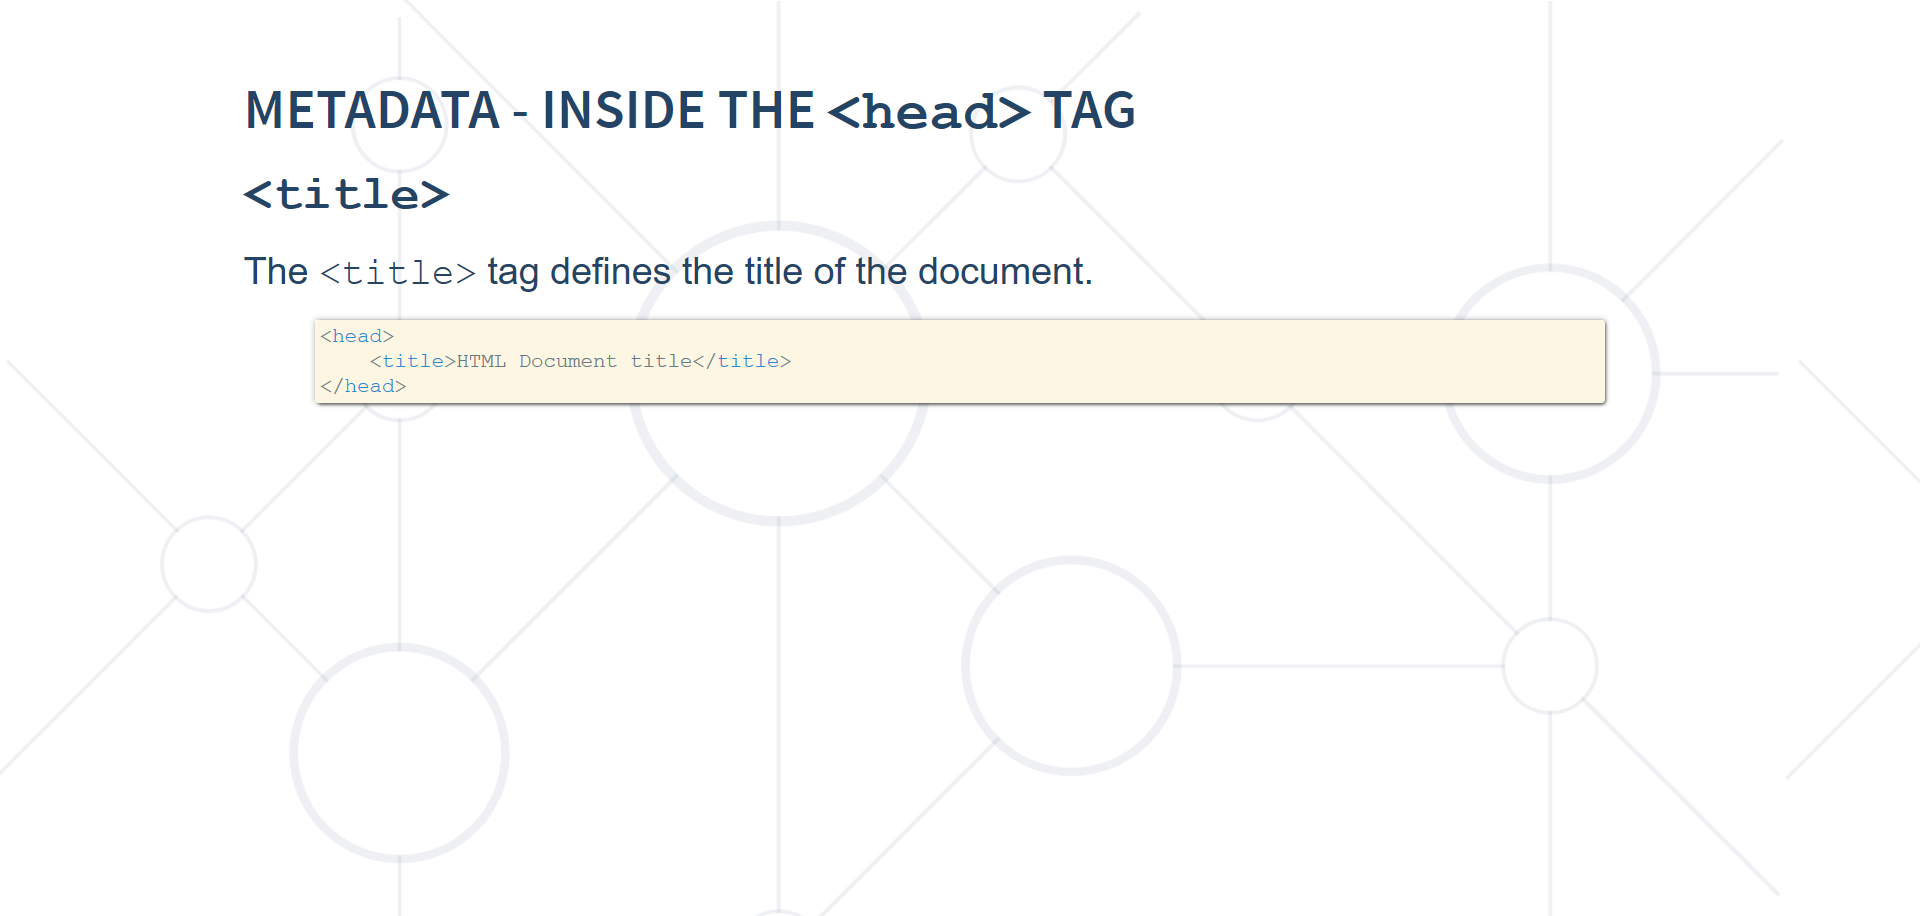 METADATA - INSIDE THE <head> TAG
<title>
The <title> tag defines the title of the document.
<head>
    <title>HTML Document title</title>
</head>